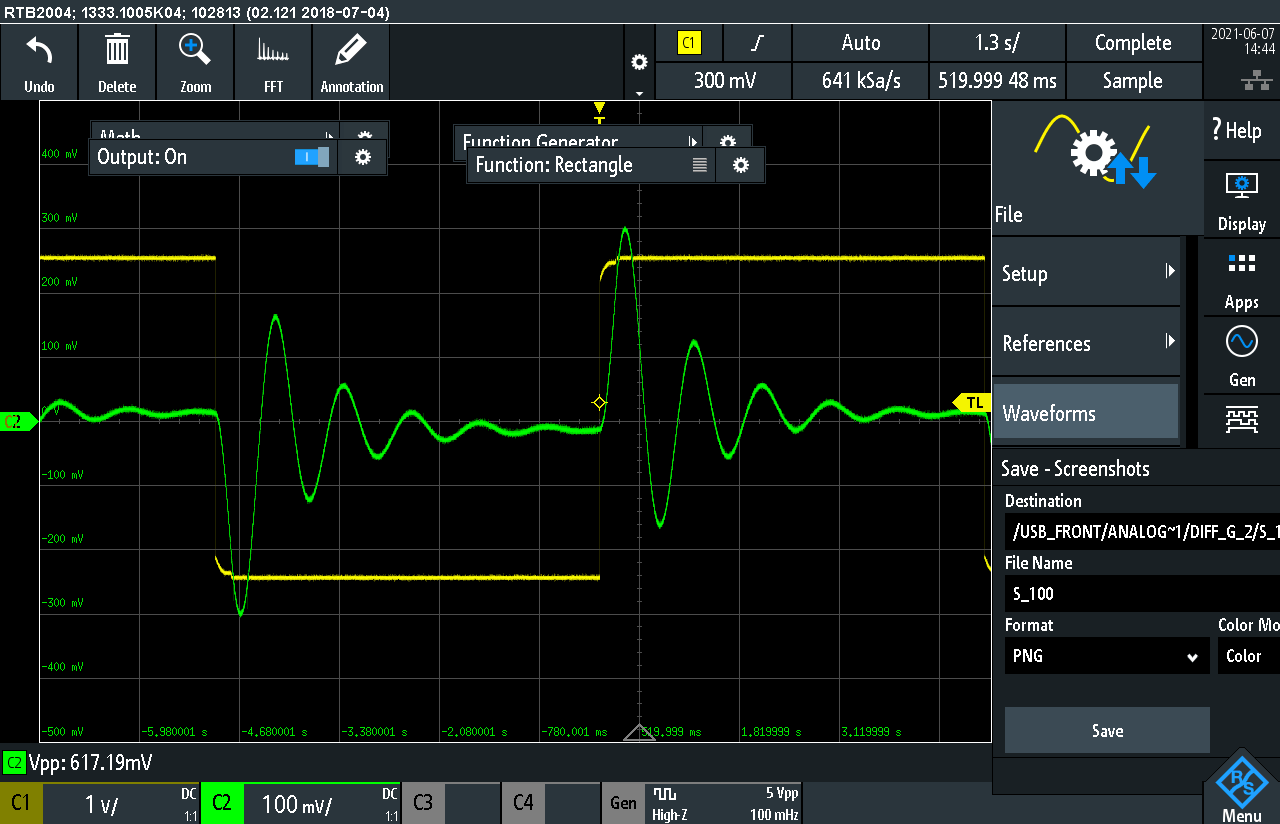 RTB2004; 1333.1005K04; 102813 (02.121 2018-07-04)
Undo
Delete
Zoom
FFT
Annotation
C1
Auto
1.3 s/
Complete
300 mV
641 kSa/s
519.999 48 ms
Sample
2021-06-07
14:44
Math
Output: On
Function Generator
Function: Rectangle
T
400 mV
300 mV
200 mV
100 mV
0 V
-100 mV
-200 mV
-300 mV
-400 mV
-500 mV
C2
TL
-5,980001 s
-4,680001 s
-3,380001 s
-2,080001 s
-780,001 ms
519,999 ms
1,819999 s
3,119999 s
File
Setup
References
Waveforms
? Help
Display
Apps
Gen
Save - Screenshots
Destination
/USB_FRONT/ANALOG~1/DIFF_G_2/S_1
File Name
S_100
Format
Color Mo
PNG
Color
Save
R&S
Menu
C2 Vpp: 617.19mV
C1
1 V/
DC
1:1
C2
100 mV/
DC
1:1
C3
C4
Gen
High-Z
5 Vpp
100 mHz